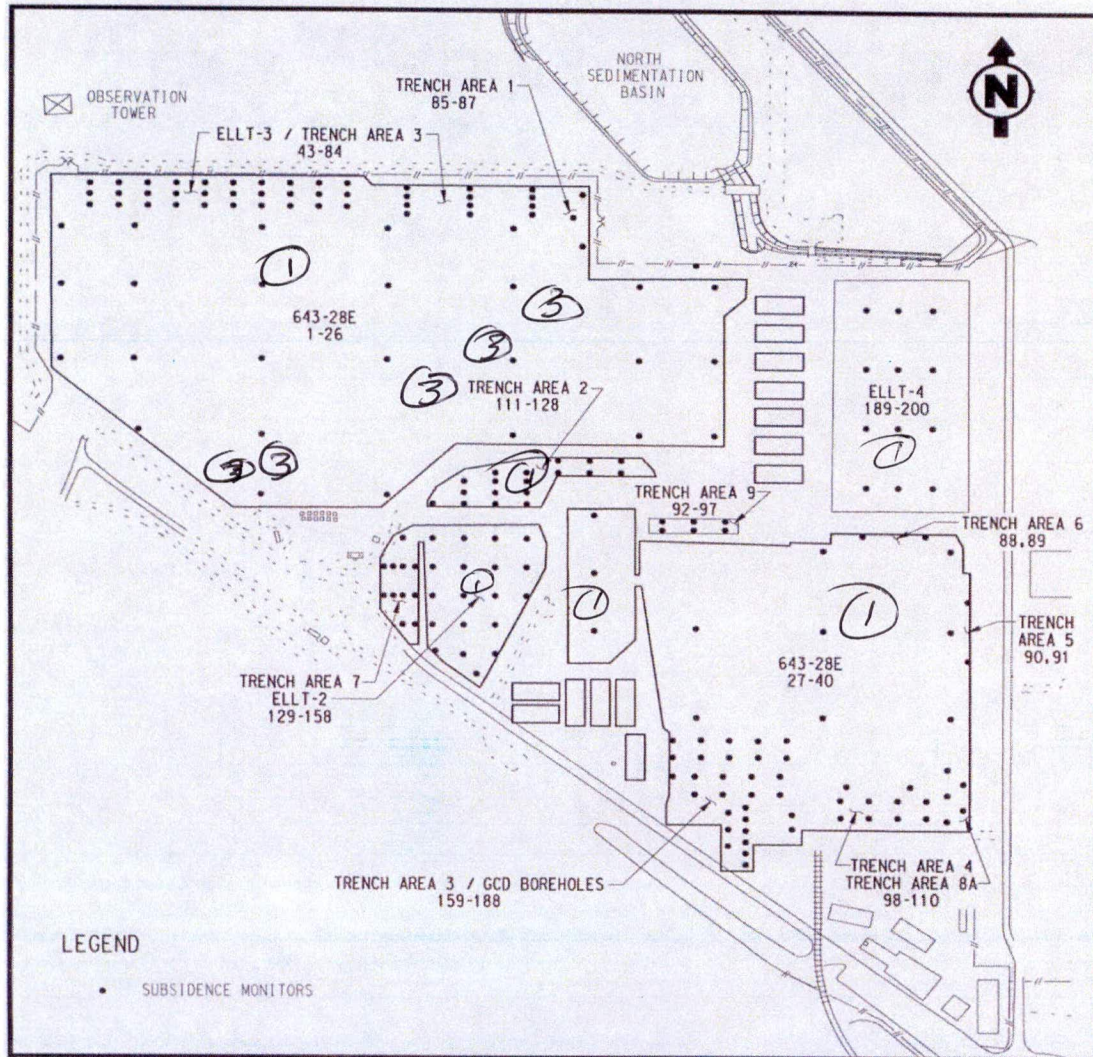 NORTH
SEDIMENTATION
BASIN
N
OBSERVATION
TOWER
TRENCH AREA 1
85-87
ELLT-3 / TRENCH AREA 3
43-84
1
3
643-28E
1-26
3
3
TRENCH AREA 2
111-128
ELLT-4
189-200
1
3
3
1
TRENCH AREA 9
92-97
TRENCH AREA 6
88,89
1
1
1
TRENCH
AREA 5
90,91
643-28E
27-40
TRENCH AREA 7
ELLT-2
129-158
TRENCH AREA 3 / GCD BOREHOLES
159-188
TRENCH AREA 4
TRENCH AREA 8A
98-110
LEGEND
• SUBSIDENCE MONITORS